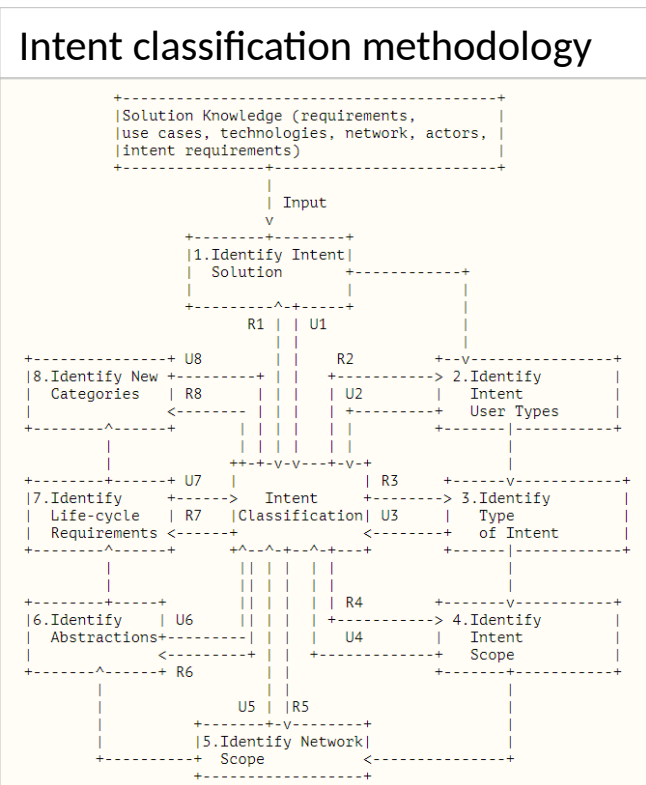 Intent classification methodology
Solution Knowledge (requirements,
use cases, technologies, network, actors,
intent requirements)
Input
1.Identify Intent
Solution
R1 U1
U8 R2
8.Identify New 2.Identify
Categories R8 U2 Intent
User Types
U7 R3
7.Identify Intent 3.Identify
Life-cycle R7 Classification U3 Type
Requirements of Intent
R4
6.Identify U6 4.Identify
Abstractions U4 Intent
Scope
R6
U5 R5
5.Identify Network
Scope